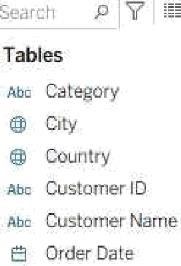 Search
Tables
Abc Category
City
Country
Abc Customer ID
Abc Customer Name
Order Date